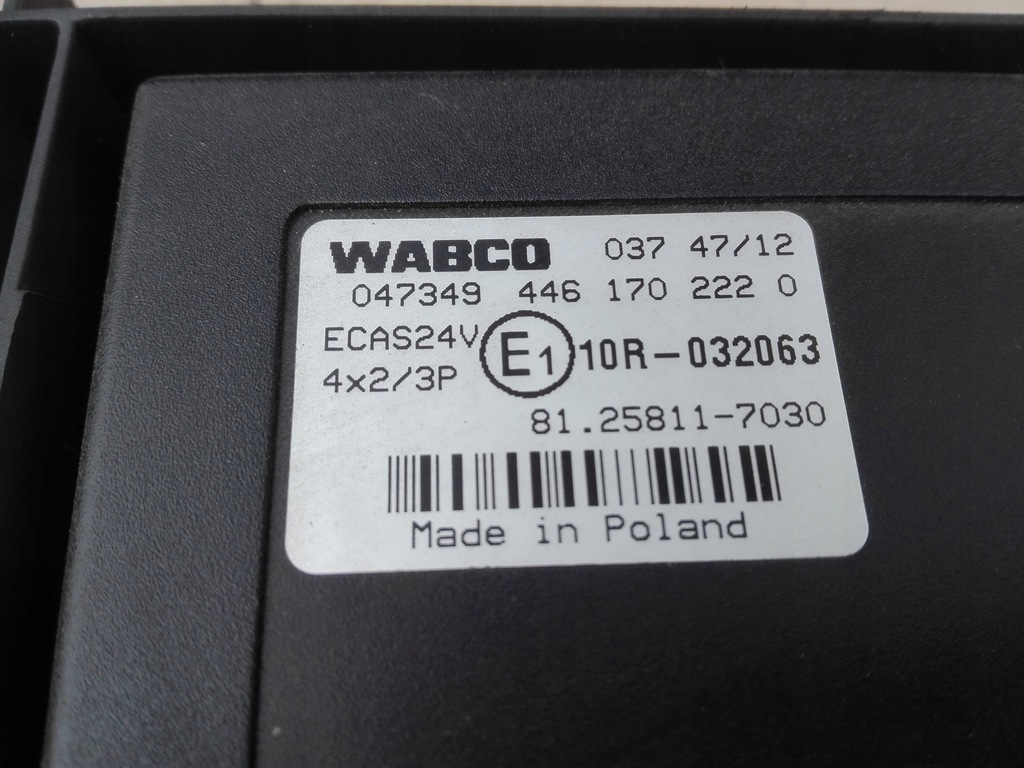 WABCO 037 47/12
047349 446 170 222 0
ECAS24V E1 10R-032063
4x2/3P
81.25811-7030
Made in Poland